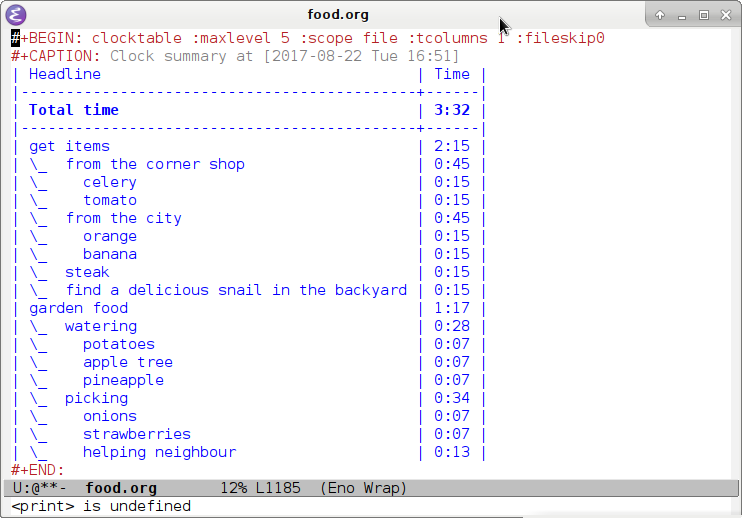 food.org
#+BEGIN: clocktable :maxlevel 5 :scope file :tcolumns 1 :fileskip0
#+CAPTION: Clock summary at [2017-08-22 Tue 16:51]
| Headline                                   | Time |
|--------------------------------------------+------|
| Total time                                 | 3:32 |
|--------------------------------------------+------|
| get items                                  | 2:15 |
| \_  from the corner shop                   | 0:45 |
| \_    celery                               | 0:15 |
| \_    tomato                               | 0:15 |
| \_  from the city                          | 0:45 |
| \_    orange                               | 0:15 |
| \_    banana                               | 0:15 |
| \_  steak                                  | 0:15 |
| \_  find a delicious snail in the backyard | 0:15 |
| garden food                                | 1:17 |
| \_  watering                               | 0:28 |
| \_    potatoes                             | 0:07 |
| \_    apple tree                           | 0:07 |
| \_    pineapple                            | 0:07 |
| \_  picking                                | 0:34 |
| \_    onions                               | 0:07 |
| \_    strawberries                         | 0:07 |
| \_    helping neighbour                    | 0:13 |
#+END:
U:@**-  food.org       12% L1185  (Eno Wrap)
<print> is undefined